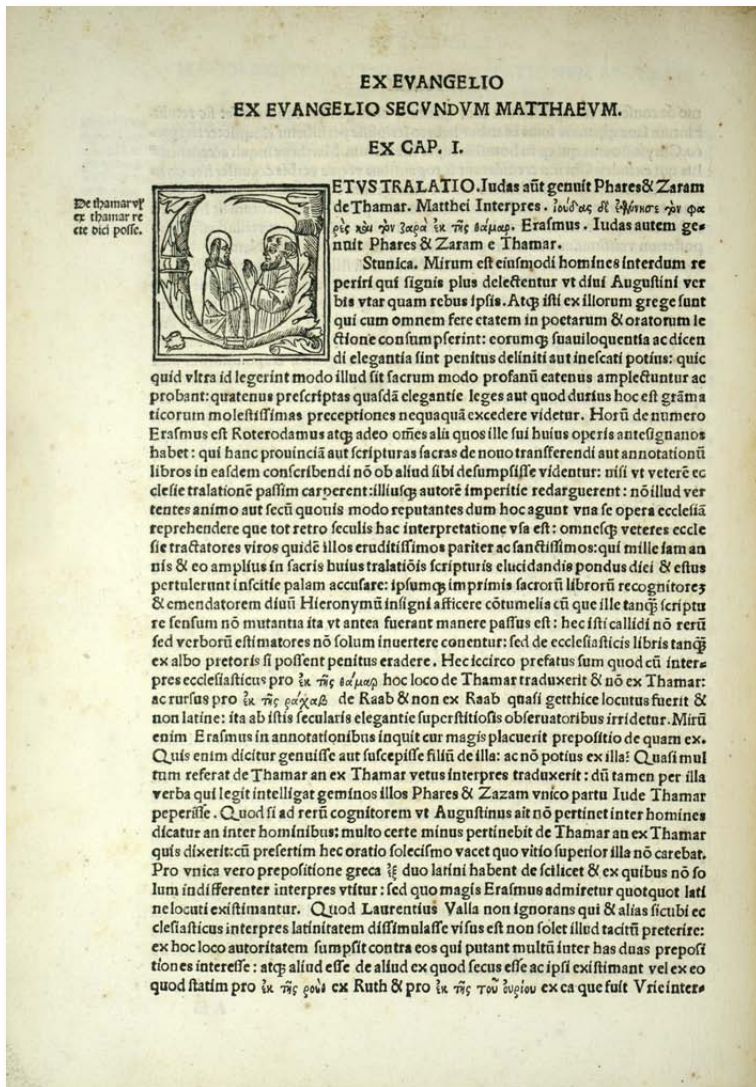 EX EVANGELIO
EX EVANGELIO SECVNDVM MATTHAEVM.
EX CAP. I.
De thamar vel
ex thamar re
cte dici posse.
VETVS TRALATIO. Iudas aũt genuit Phares & Zaram
de Thamar. Matthei Interpres. ἰούδας δὲ ἐγέννησε τὸν φα
ρὲς καὶ τὸν ζαρὰ ἐκ τῆς θάμαρ. Erasmus. Iudas autem ge-
nuit Phares & Zaram e Thamar.
Stunica. Mirum est eiusmodi homines interdum re
periri qui signis plus delectentur vt diui Augustini ver
bis vtar quam rebus ipsis. Atq; isti ex illorum grege sunt
qui cum omnem fere etatem in poetarum & oratorum le
ctione consumpserint: eorumq; suauiloquentia ac dicen
di elegantia sint penitus deliniti aut inescati potius: quic
quid vltra id legerint modo illud sit sacrum modo profanũ eatenus amplectuntur ac
probant: quatenus prescriptas quasdã elegantie leges aut quod durius hoc est grãma
ticorum molestissimas preceptiones nequaquã excedere videtur. Horũ de numero
Erasmus est Roterodamus atq; adeo om̃es alii quos ille sui huius operis antesignanos
habet: qui hanc prouinciã aut scripturas sacras de nouo transferendi aut annotationũ
libros in easdem conscribendi nõ ob aliud sibi desumpsisse videntur: nisi vt veterẽ ec
clesie tralationẽ passim carperent: illiusq; autorẽ imperitie redarguerent: nõ illud ver
tentes animo aut secũ quouis modo reputantes dum hoc agunt vna se opera ecclesiã
reprehendere que tot retro seculis hac interpretatione vsa est: omnesq; veteres eccle
sie tractatores viros quidẽ illos eruditissimos pariter ac sanctissimos: qui mille iam an
nis & eo amplius in sacris huius tralatiõis scripturis elucidandis pondus diei & estus
pertulerunt inscitie palam accusare: ipsumq; imprimis sacrorũ librorũ recognitorẽ
& emendatorem diuũ Hieronymũ insigni afficere cõtumelia cũ que ille tanq̃ scriptu
re sensum nõ mutantia ita vt antea fuerant manere passus est: hec isti callidi nõ rerũ
sed verborũ estimatores nõ solum inuertere conentur: sed de ecclesiasticis libris tanq̃
ex albo pretoris si possent penitus eradere. Hec iccirco prefatus sum quod cũ inter-
pres ecclesiasticus pro ἐκ τῆς θάμαρ hoc loco de Thamar traduxerit & nõ ex Thamar:
ac rursus pro ἐκ τῆς ράχαβ de Raab & non ex Raab quasi getthice locutus fuerit &
non latine: ita ab istis secularis elegantie superstitiosis obseruatoribus irridetur. Mirũ
enim Erasmus in annotationibus inquit cur magis placuerit prepositio de quam ex.
Quis enim dicitur genuisse aut suscepisse filiũ de illa: ac nõ potius ex illa? Quasi mul
tum referat de Thamar an ex Thamar vetus interpres traduxerit: dũ tamen per illa
verba qui legit intelligat geminos illos Phares & Zazam vnico partu Iude Thamar
peperisse. Quod si ad rerũ cognitorem vt Augustinus ait nõ pertinet inter homines
dicatur an inter hominibus: multo certe minus pertinebit de Thamar an ex Thamar
quis dixerit: cũ presertim hec oratio solecismo vacet quo vitio superior illa nõ carebat.
Pro vnica vero prepositione greca ἐξ duo latini habent de scilicet & ex quibus nõ so
lum indifferenter interpres vtitur: sed quo magis Erasmus admiretur quotquot lati
ne locuti existimantur. Quod Laurentius Valla non ignorans qui & alias sicubi ec
clesiasticus interpres latinitatem dissimulasse visus est non solet illud tacitũ preterire:
ex hoc loco autoritatem sumpsit contra eos qui putant multũ inter has duas preposi
tiones interesse: atq; aliud esse de aliud ex quod secus esse ac ipsi existimant vel ex eo
quod statim pro ἐκ τῆς ρούθ ex Ruth & pro ἐκ τῆς τοῦ ὀυρίου ex ea que fuit Vrie inter-